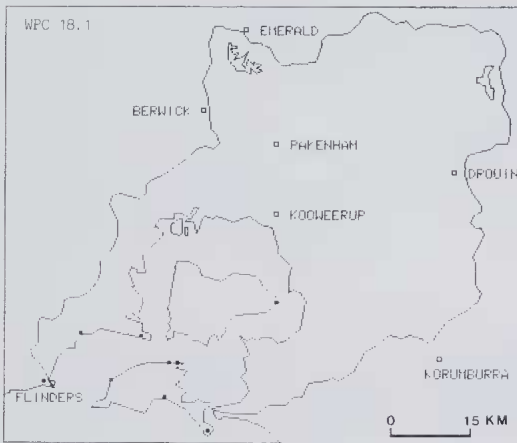 WPC 18.1
EMERALD
BERWICK
PAKENHAM
DROUIN
KOOWEERUP
KORUMBURRA
FLINDERS
0 15 KM